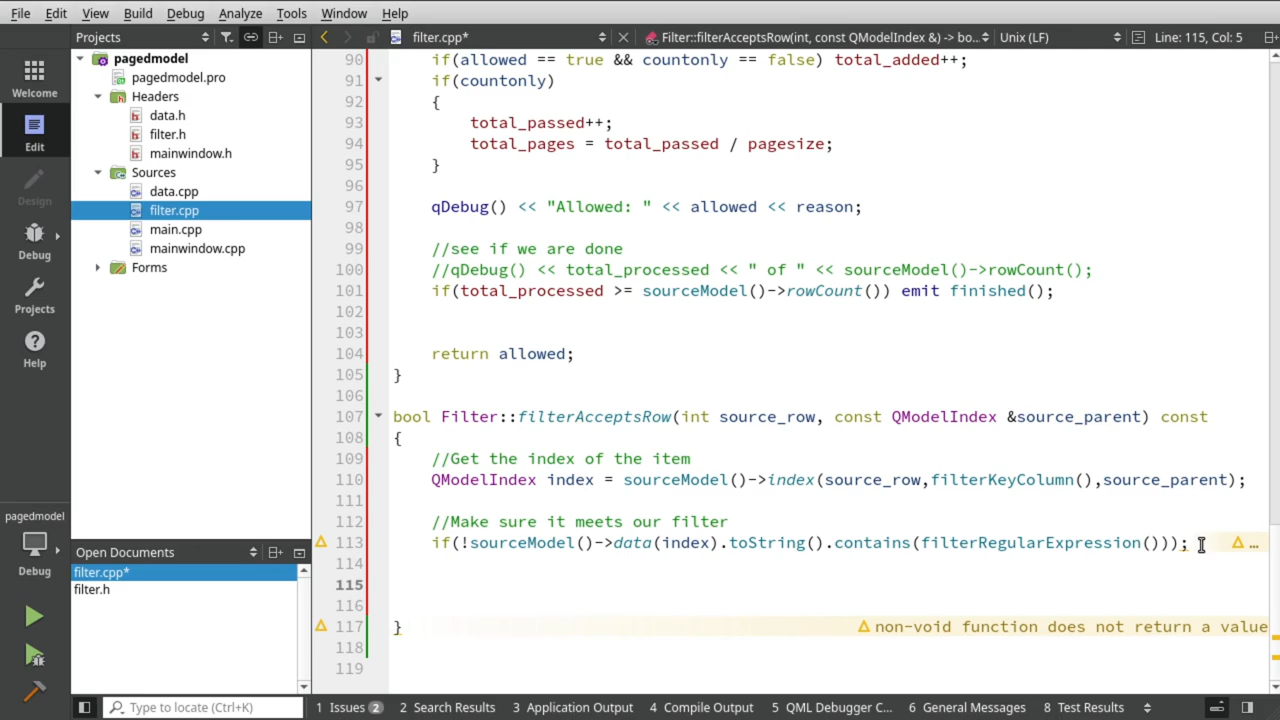 File Edit View Build Debug Analyze Tools Window Help
Projects
filter.cpp*
Filter::filterAcceptsRow(int, const QModelIndex &) -> bo...
Unix (LF)
Line: 115, Col: 5
Welcome
Edit
Design
Debug
Projects
Help
pagedmodel
Debug
pagedmodel
pagedmodel.pro
Headers
data.h
filter.h
mainwindow.h
Sources
data.cpp
filter.cpp
main.cpp
mainwindow.cpp
Forms
Open Documents
filter.cpp*
filter.h
90 if(allowed == true && countonly == false) total_added++;
91 if(countonly)
92 {
93 total_passed++;
94 total_pages = total_passed / pagesize;
95 }
96
97 qDebug() << "Allowed: " << allowed << reason;
98
99 //see if we are done
100 //qDebug() << total_processed << " of " << sourceModel()->rowCount();
101 if(total_processed >= sourceModel()->rowCount()) emit finished();
102
103
104 return allowed;
105 }
106
107 bool Filter::filterAcceptsRow(int source_row, const QModelIndex &source_parent) const
108 {
109 //Get the index of the item
110 QModelIndex index = sourceModel()->index(source_row,filterKeyColumn(),source_parent);
111
112 //Make sure it meets our filter
113 if(!sourceModel()->data(index).toString().contains(filterRegularExpression())); ...
114
115
116
117 } non-void function does not return a value
118
119
Type to locate (Ctrl+K)
1 Issues 2
2 Search Results
3 Application Output
4 Compile Output
5 QML Debugger C...
6 General Messages
8 Test Results